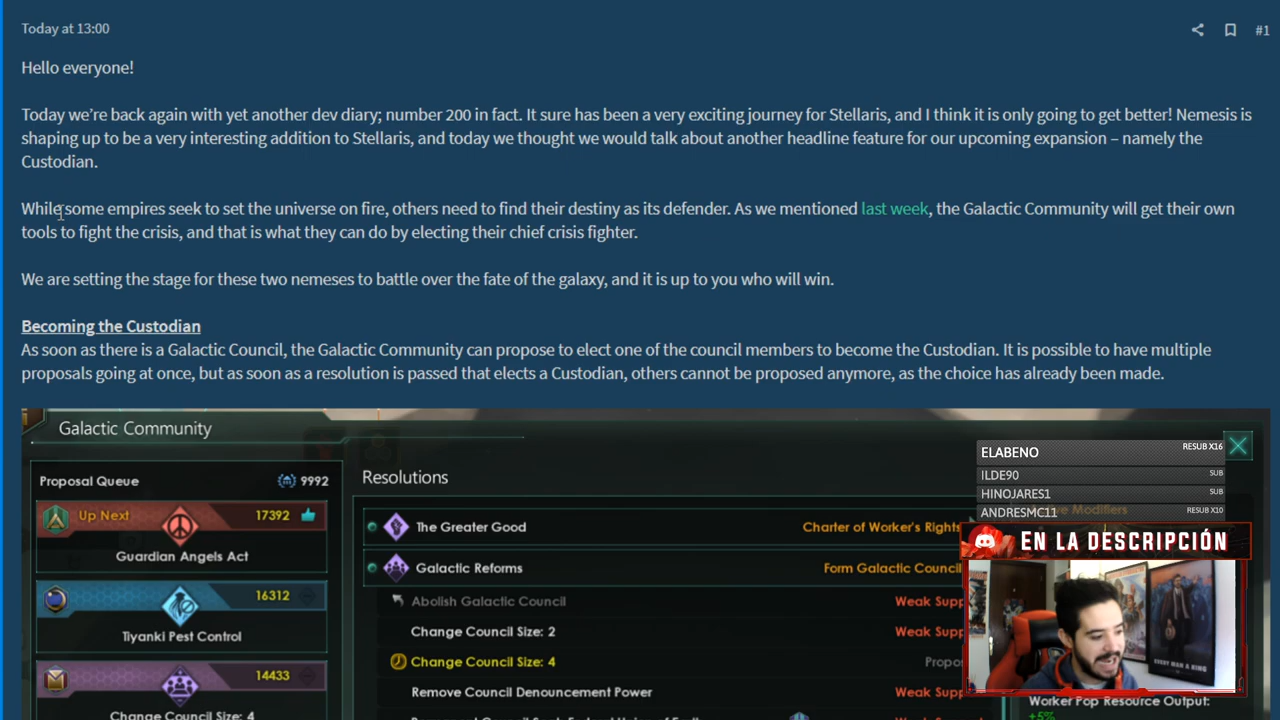 Today at 13:00
#1
Hello everyone!
Today we're back again with yet another dev diary; number 200 in fact. It sure has been a very exciting journey for Stellaris, and I think it is only going to get better! Nemesis is
shaping up to be a very interesting addition to Stellaris, and today we thought we would talk about another headline feature for our upcoming expansion – namely the
Custodian.
While some empires seek to set the universe on fire, others need to find their destiny as its defender. As we mentioned last week, the Galactic Community will get their own
tools to fight the crisis, and that is what they can do by electing their chief crisis fighter.
We are setting the stage for these two nemeses to battle over the fate of the galaxy, and it is up to you who will win.
Becoming the Custodian
As soon as there is a Galactic Council, the Galactic Community can propose to elect one of the council members to become the Custodian. It is possible to have multiple
proposals going at once, but as soon as a resolution is passed that elects a Custodian, others cannot be proposed anymore, as the choice has already been made.
Galactic Community
Proposal Queue 9992
Up Next 17392
Guardian Angels Act
16312
Tiyanki Pest Control
14433
Change Council Size: 4
Resolutions
The Greater Good Charter of Worker's Rights
Galactic Reforms Form Galactic Council
Abolish Galactic Council Weak Supp
Change Council Size: 2 Weak Supp
Change Council Size: 4 Propo
Remove Council Denouncement Power Weak Supp
ELABENO RESUB X16
ILDE90 SUB
HINOJARES1 SUB
ANDRESMC11 RESUB X10
Modifiers
EN LA DESCRIPCIÓN
Worker Pop Resource Output:
+5%